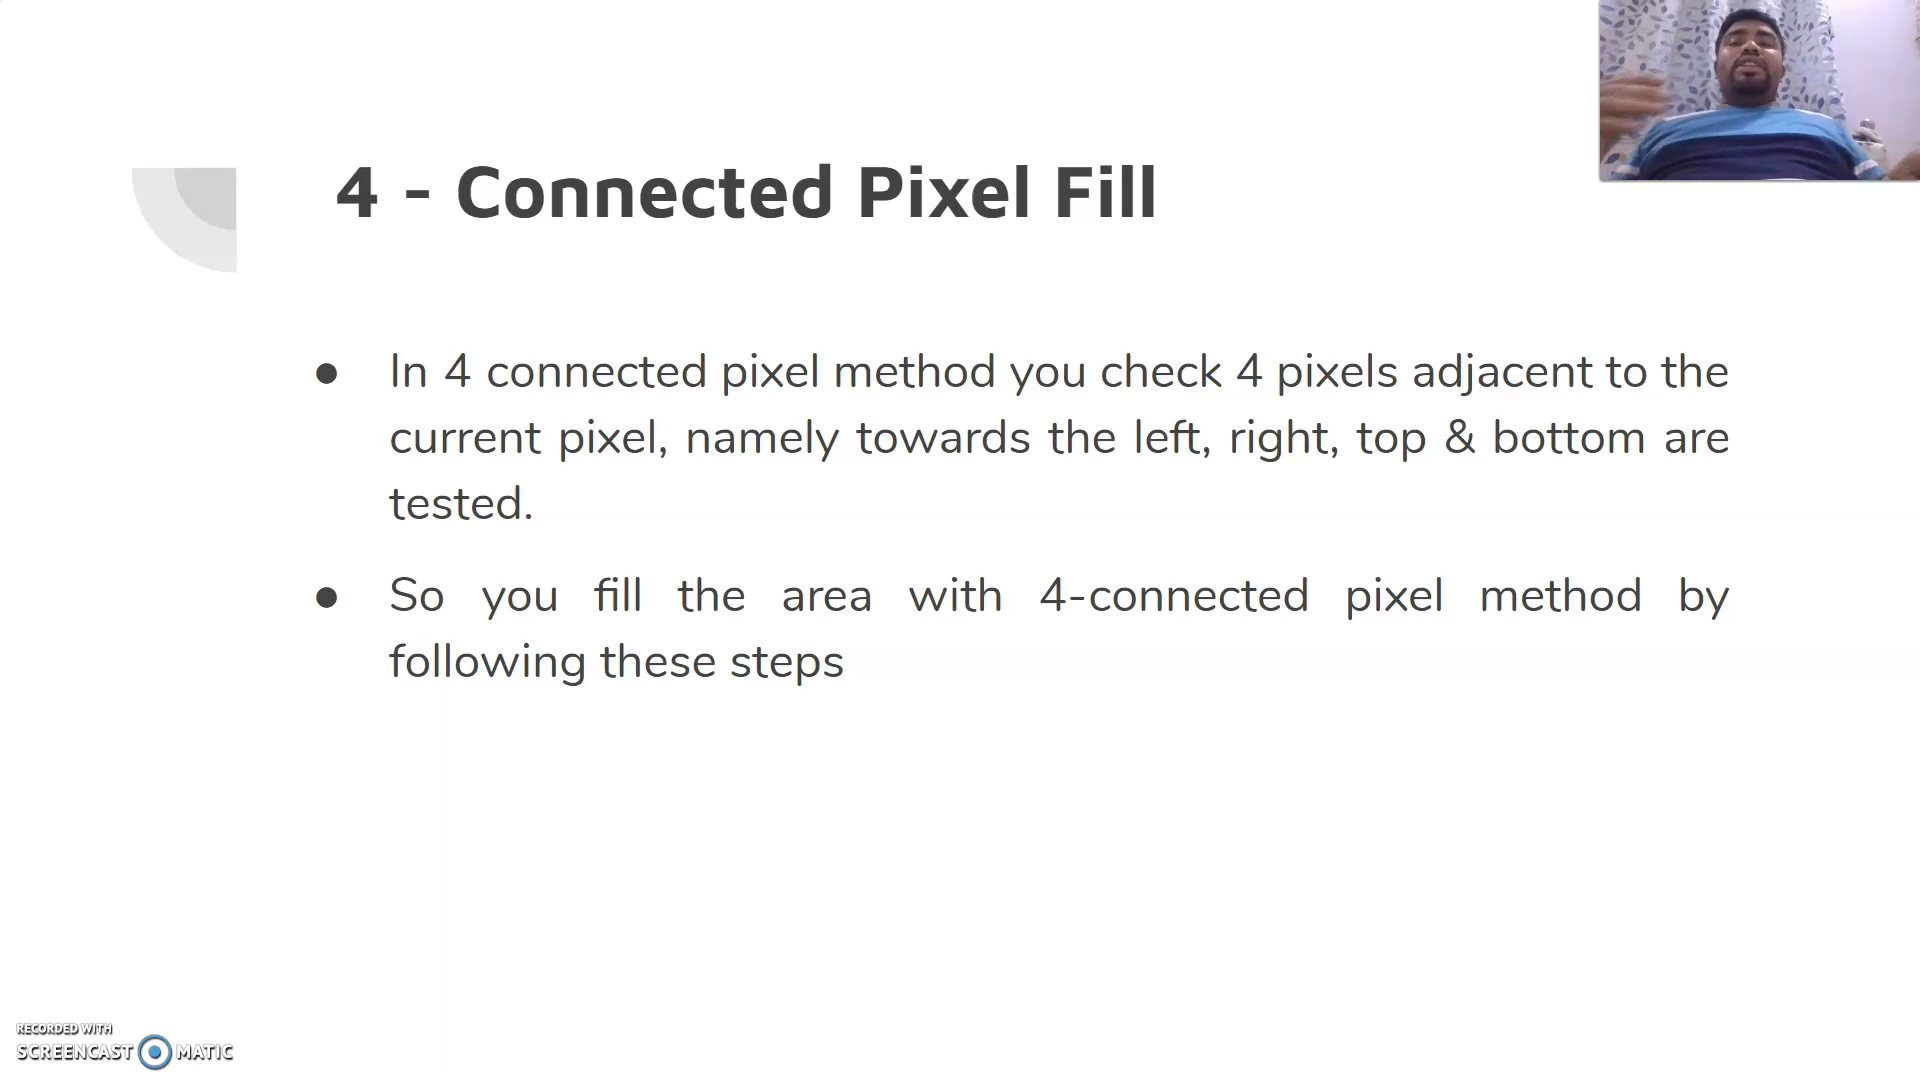 4 - Connected Pixel Fill
● In 4 connected pixel method you check 4 pixels adjacent to the
current pixel, namely towards the left, right, top & bottom are
tested.
● So you fill the area with 4-connected pixel method by
following these steps
RECORDED WITH
SCREENCAST MATIC